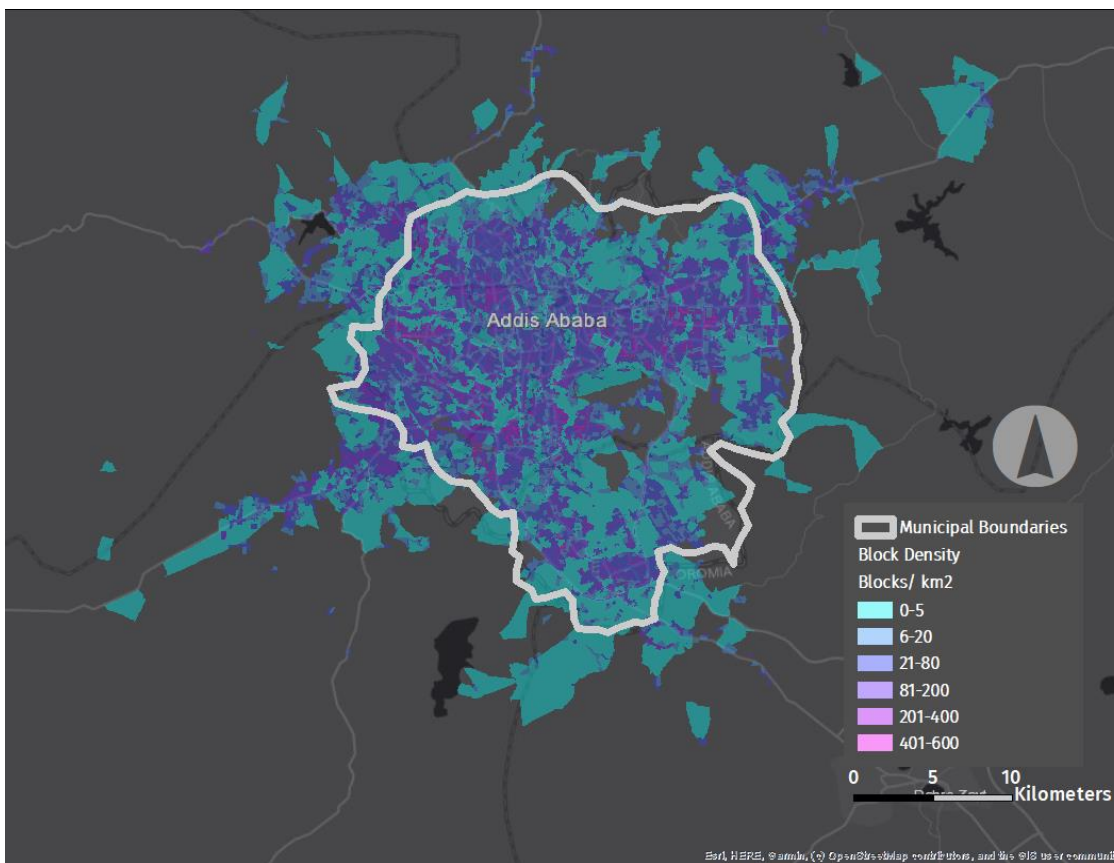 Addis Ababa
ADDIS ABABA
OROMIA
Municipal Boundaries
Block Density
Blocks/ km2
0-5
6-20
21-80
81-200
201-400
401-600
0 5 10
Kilometers
Esri, HERE, Garmin, (c) OpenStreetMap contributors, and the GIS user communi